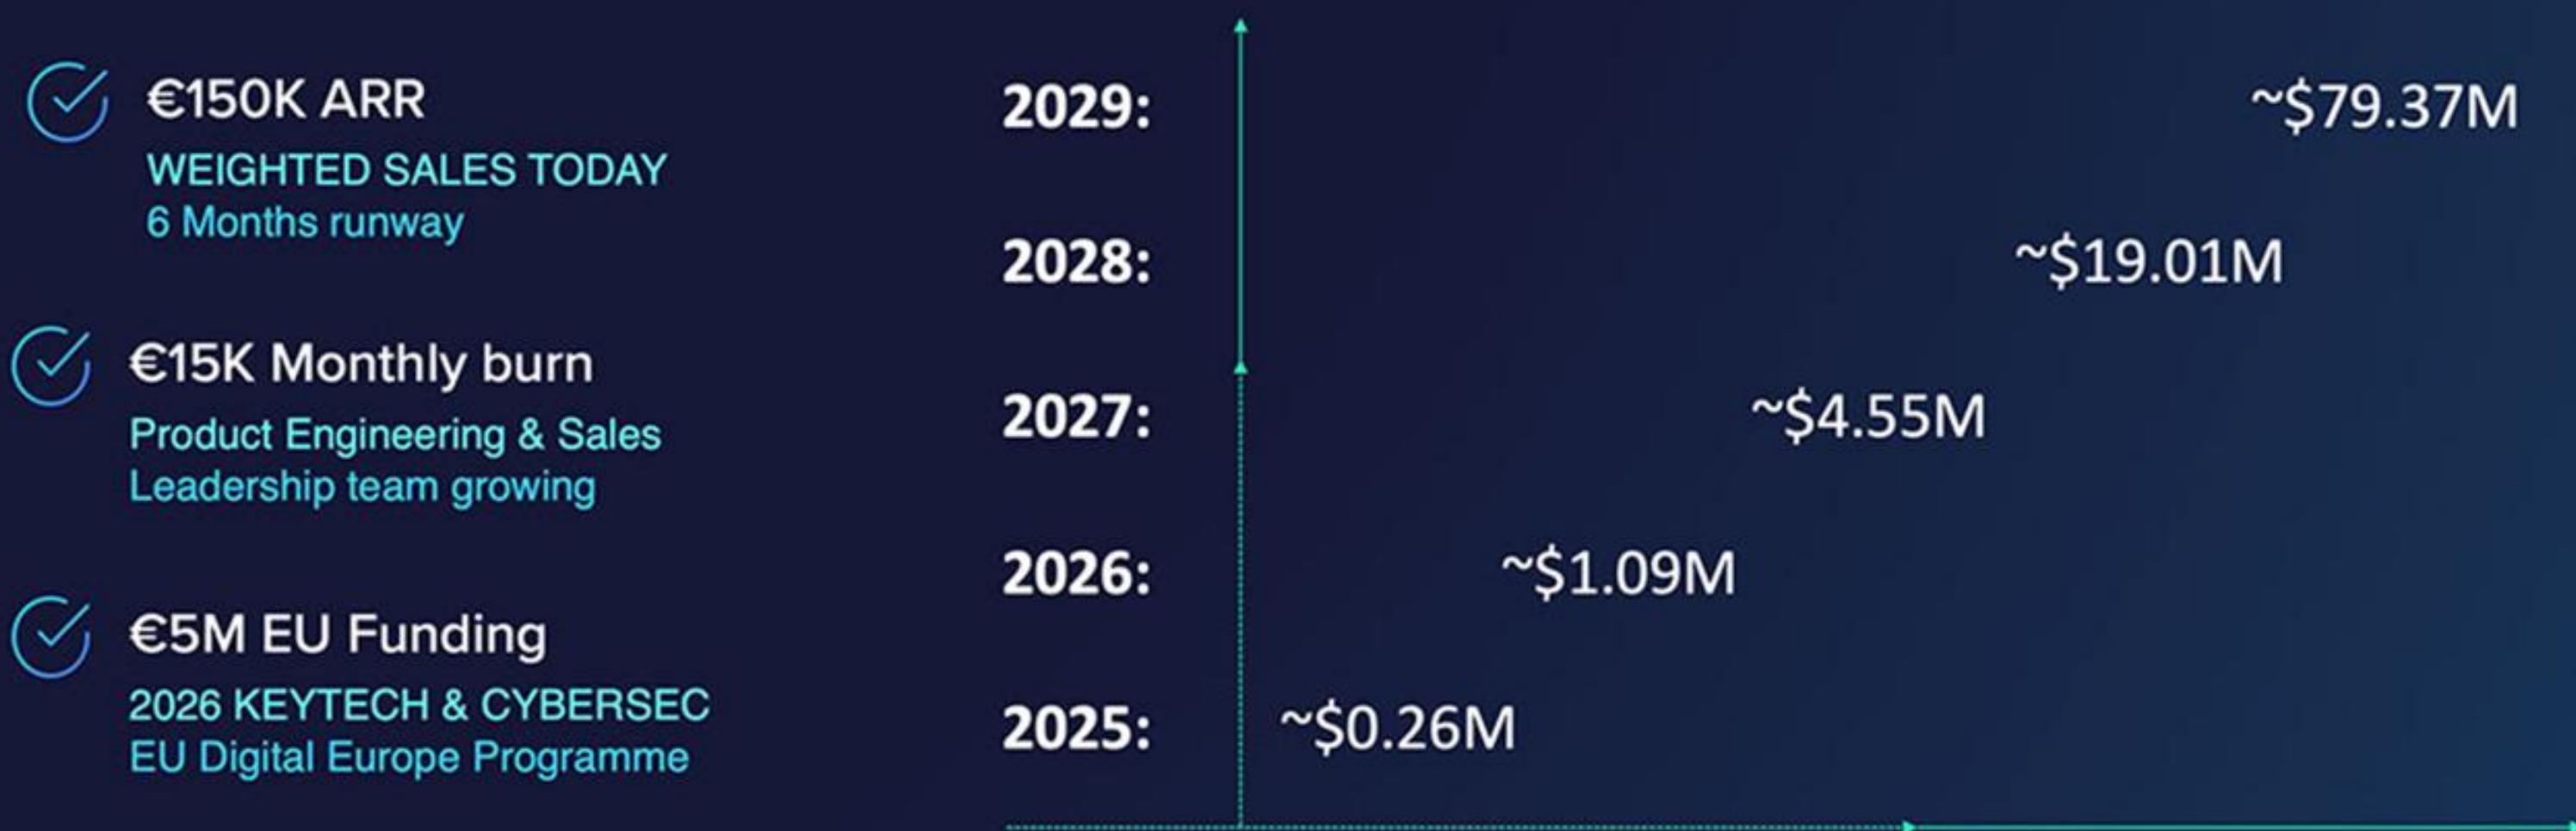 €150K ARR
WEIGHTED SALES TODAY
6 Months runway
€15K Monthly burn
Product Engineering & Sales
Leadership team growing
€5M EU Funding
2026 KEYTECH & CYBERSEC
EU Digital Europe Programme
2029: ~$79.37M
2028: ~$19.01M
2027: ~$4.55M
2026: ~$1.09M
2025: ~$0.26M